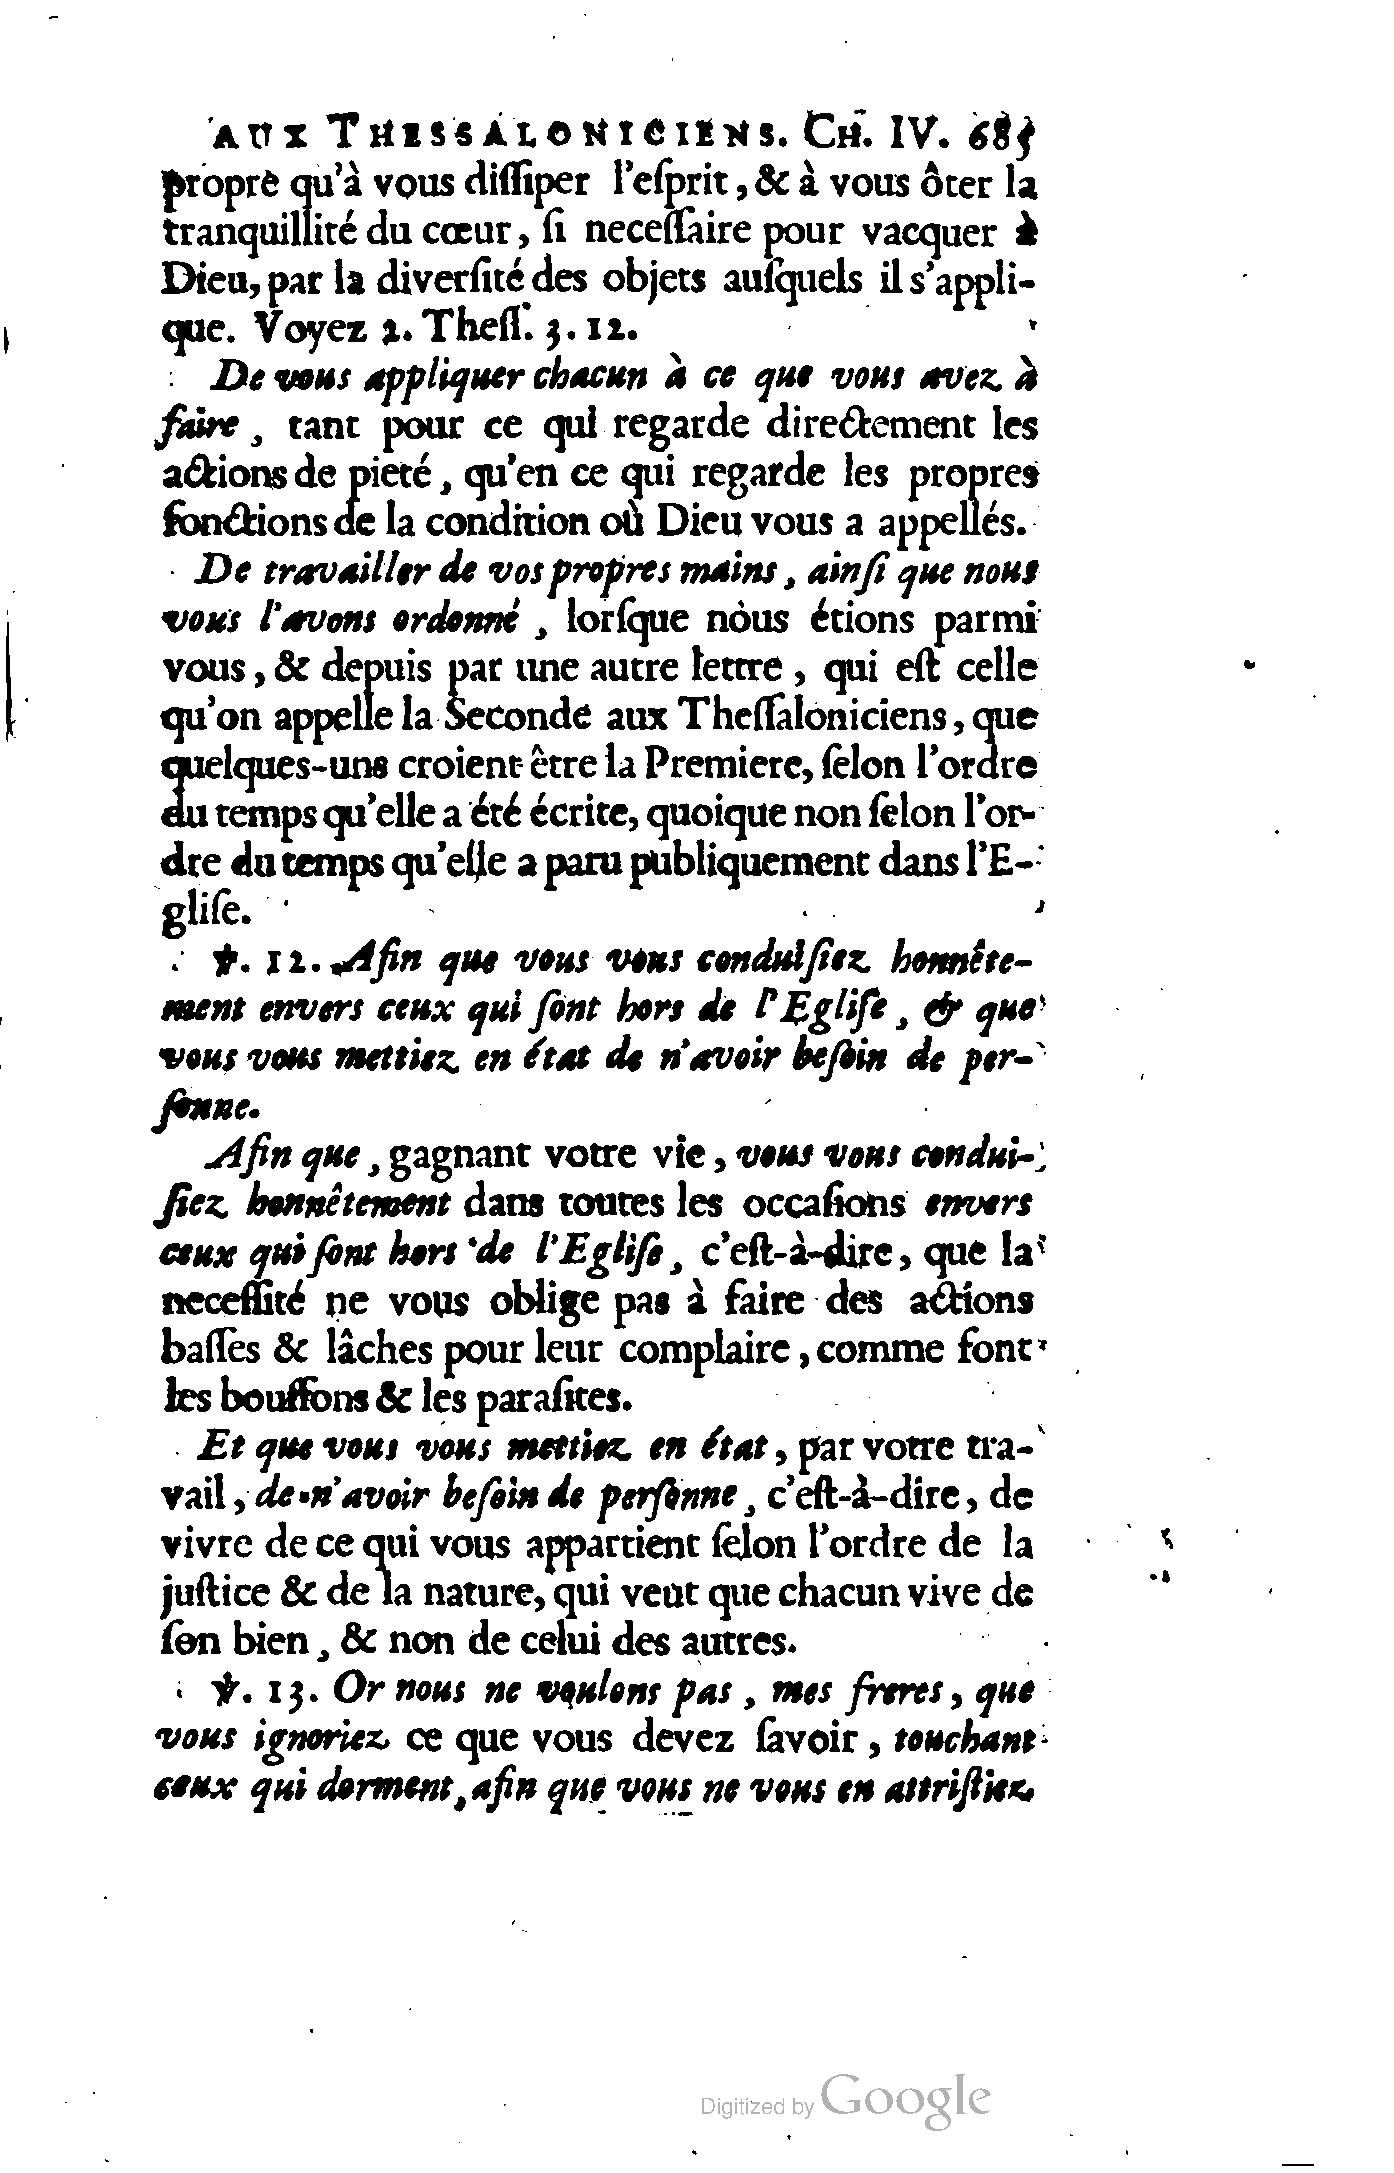 AUX THESSALONICIENS. CH. IV. 685
propre qu'à vous diſſiper l'eſprit, & à vous ôter la
tranquillité du cœur, ſi neceſſaire pour vacquer à
Dieu, par la diverſité des objets auſquels il s'appli-
que. Voyez 2. Theſſ. 3. 12.
De vous appliquer chacun à ce que vous avez à
faire, tant pour ce qui regarde directement les
actions de pieté, qu'en ce qui regarde les propres
fonctions de la condition où Dieu vous a appellés.
De travailler de vos propres mains, ainſi que nous
vous l'avons ordonné, lorſque nous étions parmi
vous, & depuis par une autre lettre, qui eſt celle
qu'on appelle la Seconde aux Theſſaloniciens, que
quelques-uns croient être la Premiere, ſelon l'ordre
du temps qu'elle a été écrite, quoique non ſelon l'or-
dre du temps qu'elle a paru publiquement dans l'E-
gliſe.
℣. 12. Afin que vous vous conduiſiez honnête-
ment envers ceux qui ſont hors de l'Egliſe, & que
vous vous mettiez en état de n'avoir beſoin de per-
ſonne.
Afin que, gagnant votre vie, vous vous condui-
ſiez honnêtement dans toutes les occaſions envers
ceux qui ſont hors de l'Egliſe, c'eſt-à-dire, que la
neceſſité ne vous oblige pas à faire des actions
baſſes & lâches pour leur complaire, comme font
les bouffons & les paraſites.
Et que vous vous mettiez en état, par votre tra-
vail, de n'avoir beſoin de perſonne, c'eſt-à-dire, de
vivre de ce qui vous appartient ſelon l'ordre de la
juſtice & de la nature, qui veut que chacun vive de
ſon bien, & non de celui des autres.
℣. 13. Or nous ne voulons pas, mes freres, que
vous ignoriez ce que vous devez ſavoir, touchant
ceux qui dorment, afin que vous ne vous en attriſtiez
Digitized by Google